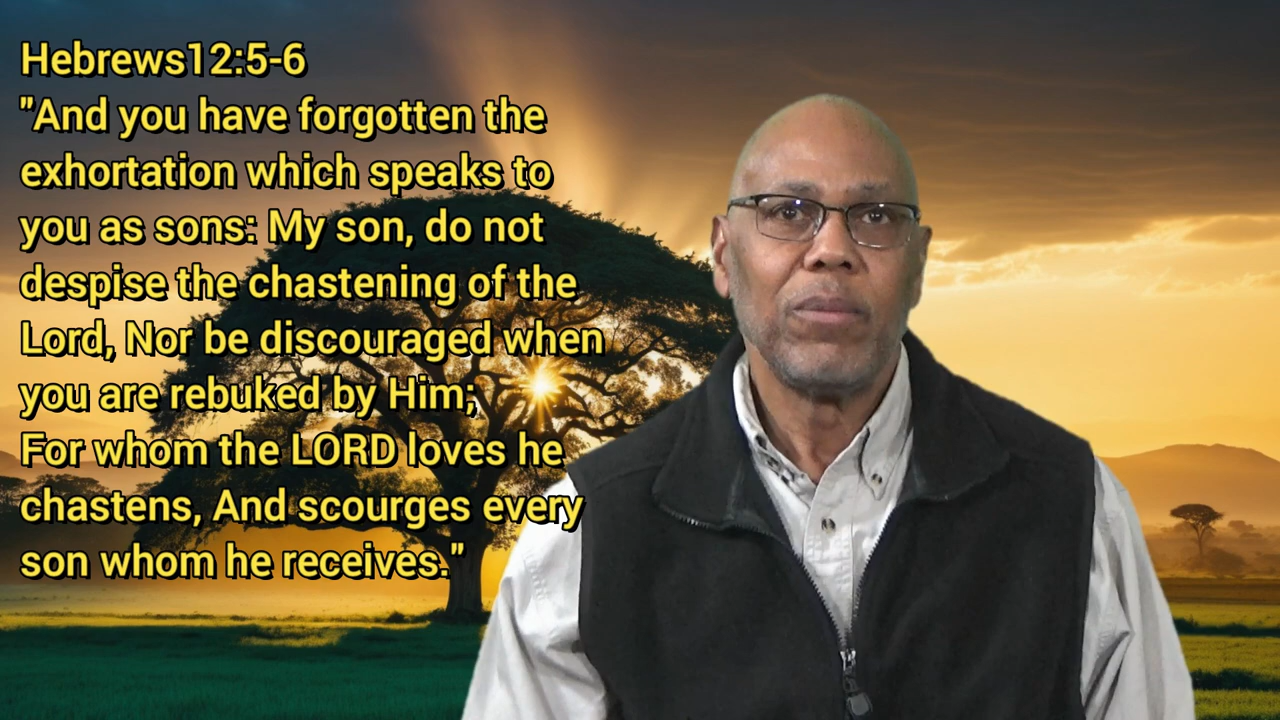 Hebrews12:5-6
"And you have forgotten the
exhortation which speaks to
you as sons: My son, do not
despise the chastening of the
Lord, Nor be discouraged when
you are rebuked by Him;
For whom the LORD loves he
chastens, And scourges every
son whom he receives."